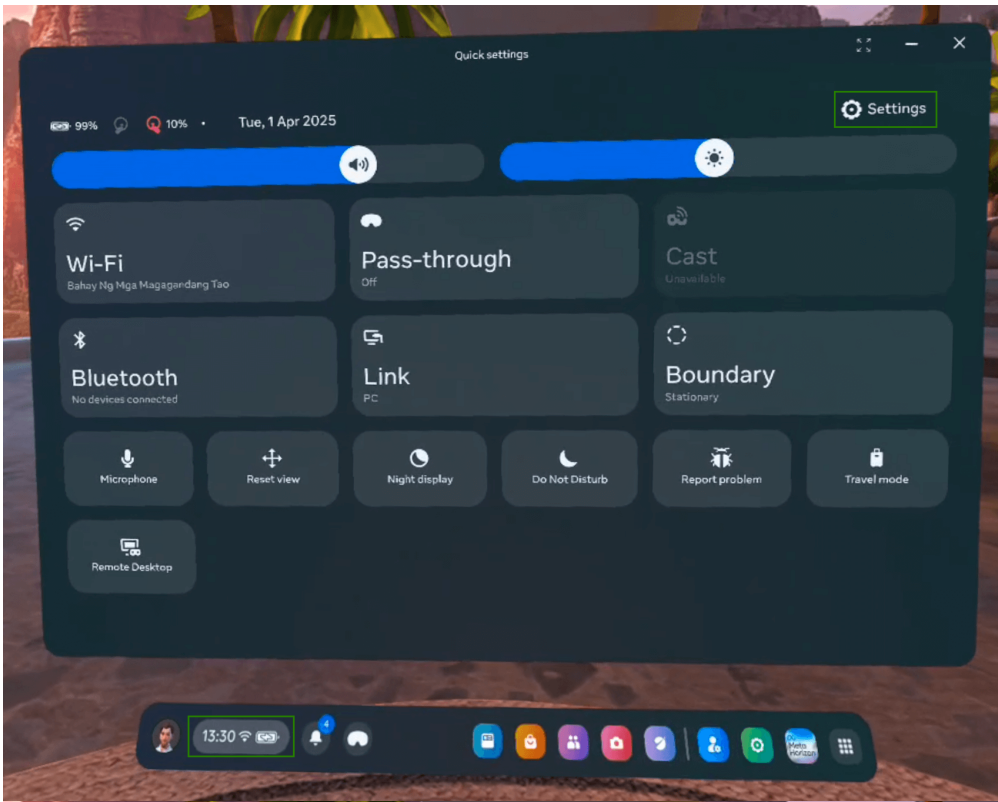 Quick settings
99%
10%
Tue, 1 Apr 2025
Settings
Wi-Fi
Bahay Ng Mga Magagandang Tao
Pass-through
Off
Cast
Unavailable
Bluetooth
No devices connected
Link
PC
Boundary
Stationary
Microphone
Reset view
Night display
Do Not Disturb
Report problem
Travel mode
Remote Desktop
13:30
4
Meta
Horizon